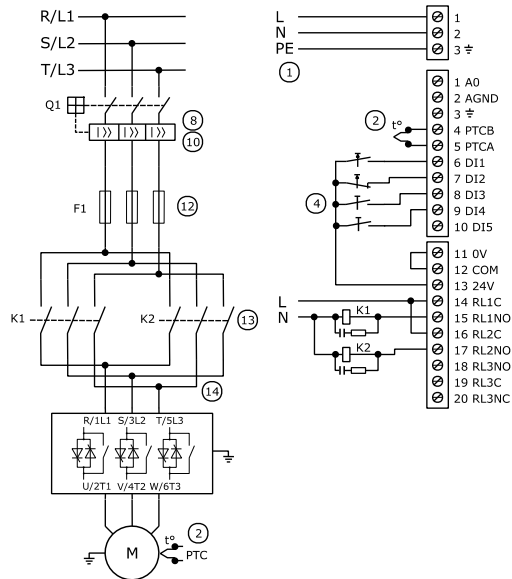 R/L1
S/L2
T/L3
Q1
I>> I>> I>>
8
10
F1
12
K1
K2
13
14
R/1L1 S/3L2 T/5L3
U/2T1 V/4T2 W/6T3
M
t°
2
PTC
L
N
PE
1
1
2
3
1 A0
2 AGND
3
4 PTCB
5 PTCA
6 DI1
7 DI2
8 DI3
9 DI4
10 DI5
t°
2
4
11 0V
12 COM
13 24V
14 RL1C
15 RL1NO
16 RL2C
17 RL2NO
18 RL3NO
19 RL3C
20 RL3NC
L
N
K1
K2